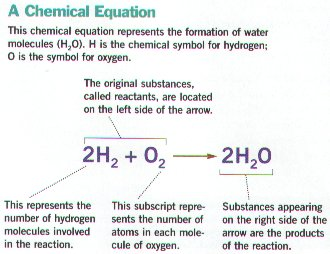 A Chemical Equation
This chemical equation represents the formation of water
molecules (H₂O). H is the chemical symbol for hydrogen;
O is the symbol for oxygen.
The original substances,
called reactants, are located
on the left side of the arrow.
2H₂ + O₂ → 2H₂O
This represents the
number of hydrogen
molecules involved
in the reaction.
This subscript repre-
sents the number of
atoms in each mole-
cule of oxygen.
Substances appearing
on the right side of the
arrow are the products
of the reaction.